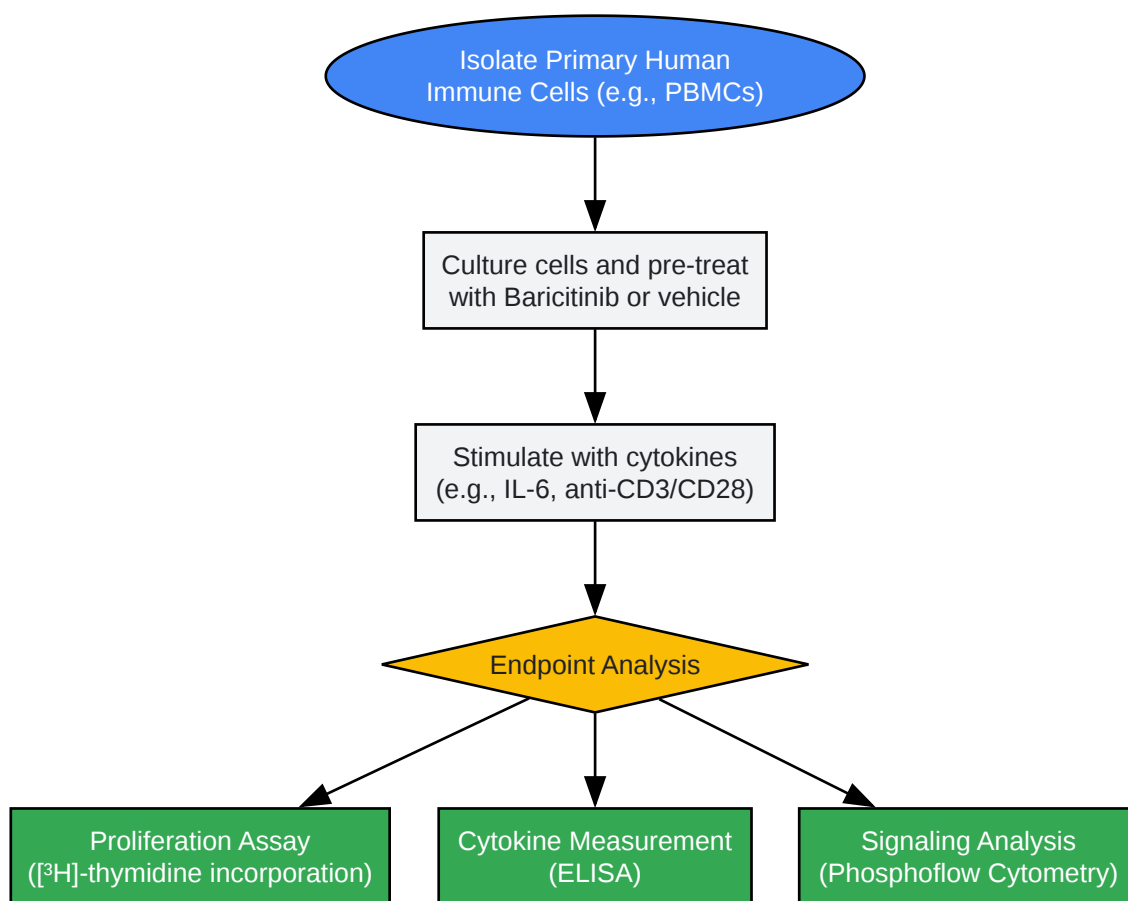 Isolate Primary Human
Immune Cells (e.g., PBMCs)
Culture cells and pre-treat
with Baricitinib or vehicle
Stimulate with cytokines
(e.g., IL-6, anti-CD3/CD28)
Endpoint Analysis
Proliferation Assay
([³H]-thymidine incorporation)
Cytokine Measurement
(ELISA)
Signaling Analysis
(Phosphoflow Cytometry)